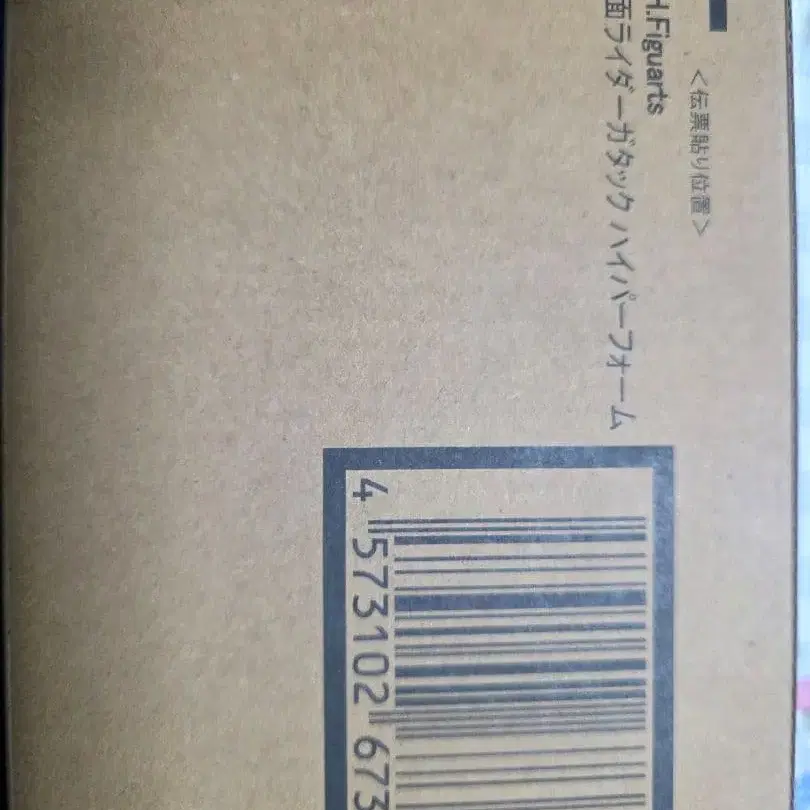 <伝票貼り位置>
H.Figuarts
面ライダーガタック ハイパーフォーム
4 573102 673